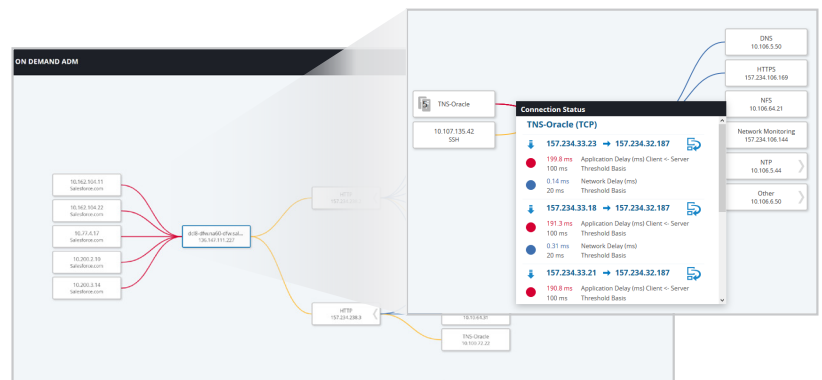 ON DEMAND ADM
10.162.104.11
Salesforce.com
10.162.104.22
Salesforce.com
Salesforce.com
10.200.3.19
Salesforce.com
10.200.3.14
Salesforce.com
136.147.111.227
HTTP
HTTP
157.234.238.3
TNS-Oracle
TNS-Oracle
10.107.135.42
SSH
DNS
10.106.5.50
HTTPS
157.234.106.169
NFS
10.106.64.21
Network Monitoring
157.234.106.144
NTP
10.106.5.44
Other
10.106.6.50
Connection Status
TNS-Oracle (TCP)
157.234.33.23 → 157.234.32.187
199.8 ms Application Delay (ms) Client <- Server
100 ms Threshold Basis
0.14 ms Network Delay (ms)
20 ms Threshold Basis
157.234.33.18 → 157.234.32.187
191.3 ms Application Delay (ms) Client <- Server
100 ms Threshold Basis
0.31 ms Network Delay (ms)
20 ms Threshold Basis
157.234.33.21 → 157.234.32.187
190.8 ms Application Delay (ms) Client <- Server
100 ms Threshold Basis